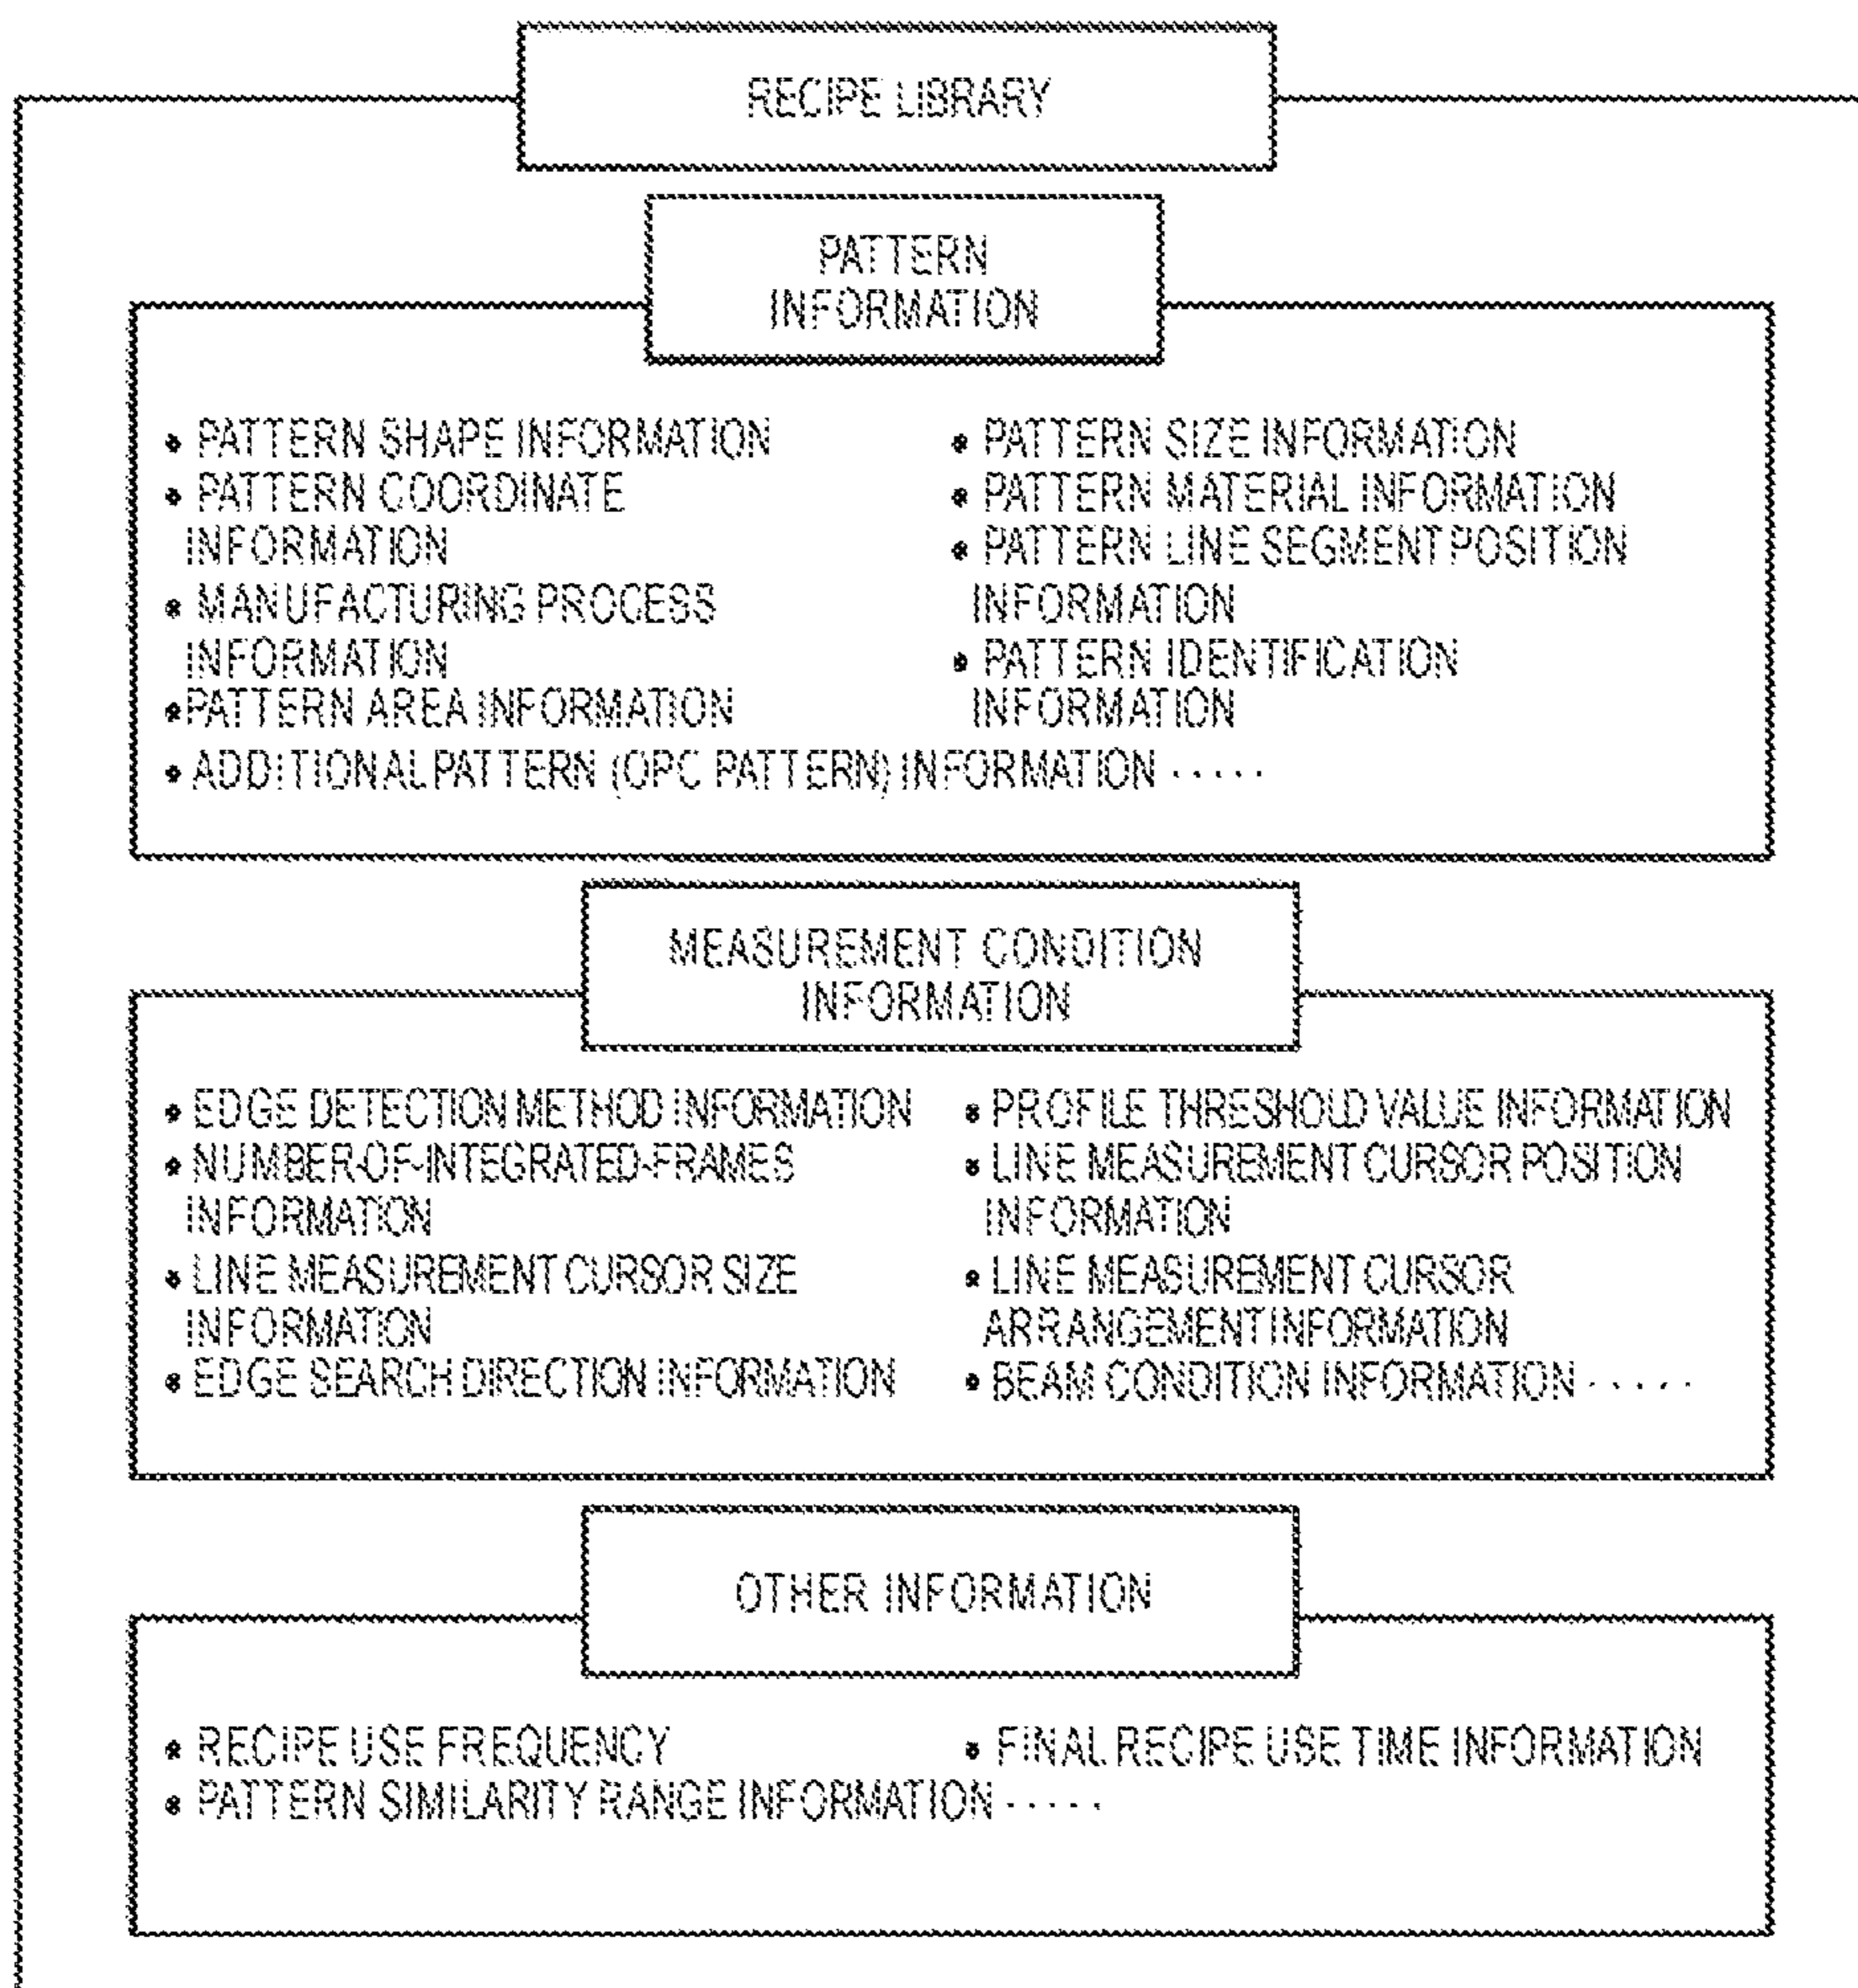 RECIPE LIBRARY
PATTERN
INFORMATION
• PATTERN SHAPE INFORMATION
• PATTERN COORDINATE
INFORMATION
• MANUFACTURING PROCESS
INFORMATION
• PATTERN AREA INFORMATION
• PATTERN SIZE INFORMATION
• PATTERN MATERIAL INFORMATION
• PATTERN LINE SEGMENT POSITION
INFORMATION
• PATTERN IDENTIFICATION
INFORMATION
• ADDITIONAL PATTERN (OPC PATTERN) INFORMATION ·····
MEASUREMENT CONDITION
INFORMATION
• EDGE DETECTION METHOD INFORMATION
• NUMBER-OF-INTEGRATED-FRAMES
INFORMATION
• LINE MEASUREMENT CURSOR SIZE
INFORMATION
• EDGE SEARCH DIRECTION INFORMATION
• PROFILE THRESHOLD VALUE INFORMATION
• LINE MEASUREMENT CURSOR POSITION
INFORMATION
• LINE MEASUREMENT CURSOR
ARRANGEMENT INFORMATION
• BEAM CONDITION INFORMATION ·····
OTHER INFORMATION
• RECIPE USE FREQUENCY
• FINAL RECIPE USE TIME INFORMATION
• PATTERN SIMILARITY RANGE INFORMATION ·····